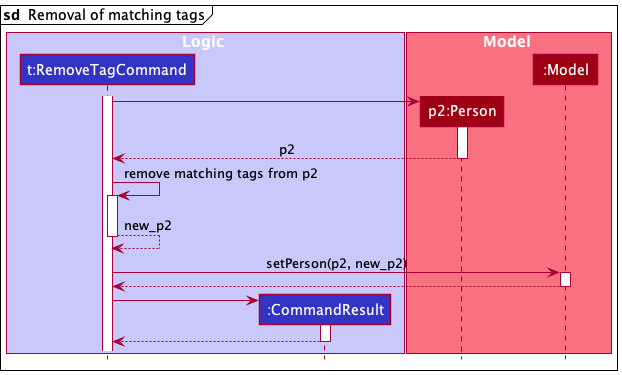 sd Removal of matching tags
Logic
Model
t:RemoveTagCommand
:Model
p2:Person
p2
remove matching tags from p2
new_p2
setPerson(p2, new_p2)
:CommandResult